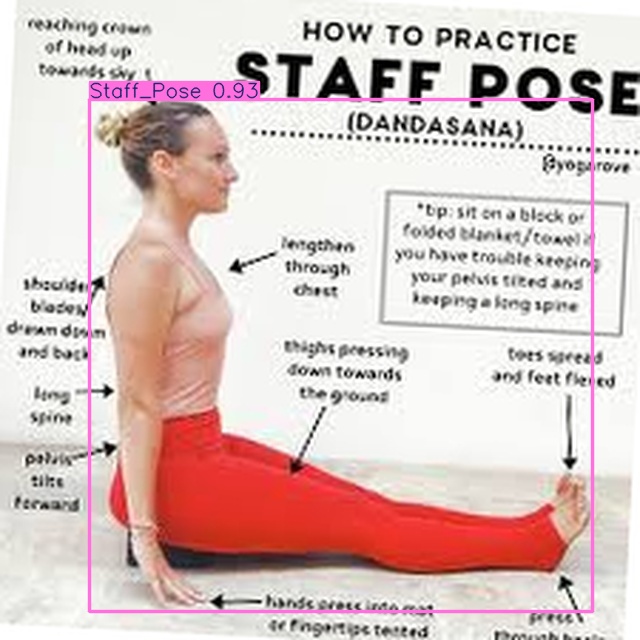 reaching crown
of head up
towards sky
HOW TO PRACTICE
STAFF POSE
(DANDASANA)
Staff_Pose 0.93
@yogarove
*tip: sit on a block or
folded blanket/towel if
you have trouble keeping
your pelvis tilted and
keeping a long spine
lengthen
through
chest
shoulder
blades
drawn down
and back
thighs pressing
down towards
the ground
toes spread
and feet flexed
long
spine
pelvis
tilts
forward
hands press into mat
or fingertips tented
press
through heels